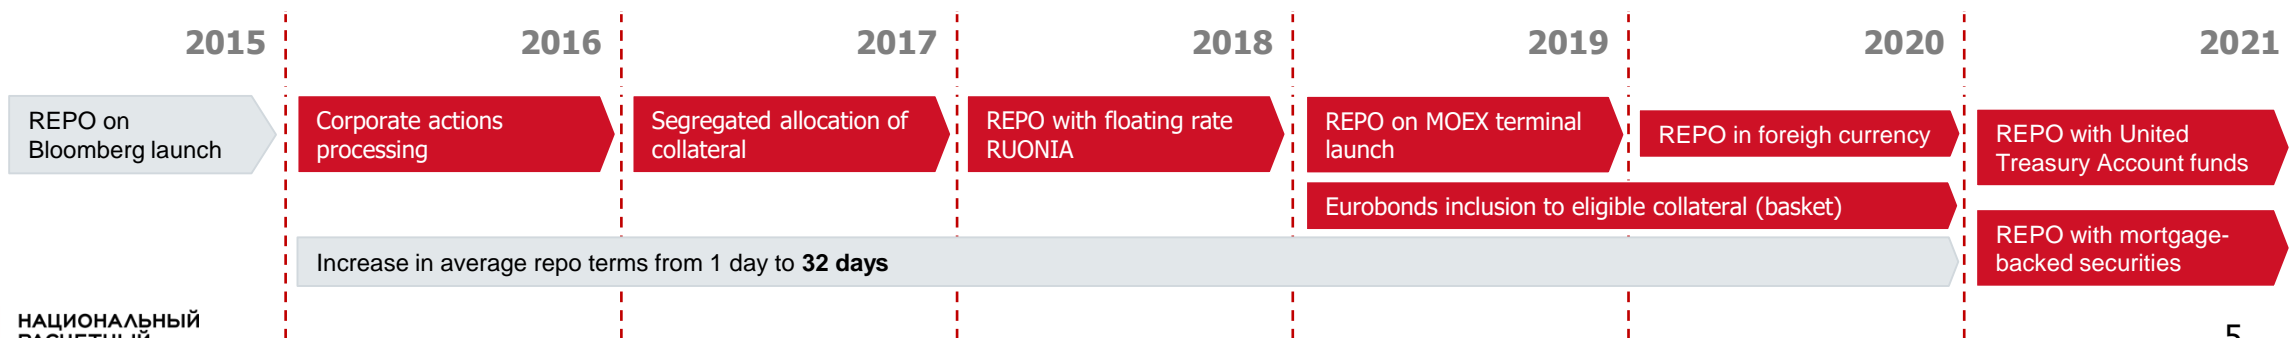 2015
2016
2017
2018
2019
2020
2021
REPO on
Bloomberg launch
Corporate actions
processing
Segregated allocation of
collateral
REPO with floating rate
RUONIA
REPO on MOEX terminal
launch
REPO in foreign currency
REPO with United
Treasury Account funds
Eurobonds inclusion to eligible collateral (basket)
REPO with mortgage-
backed securities
Increase in average repo terms from 1 day to 32 days
НАЦИОНАЛЬНЫЙ
РАСЧЕТНЫЙ
5